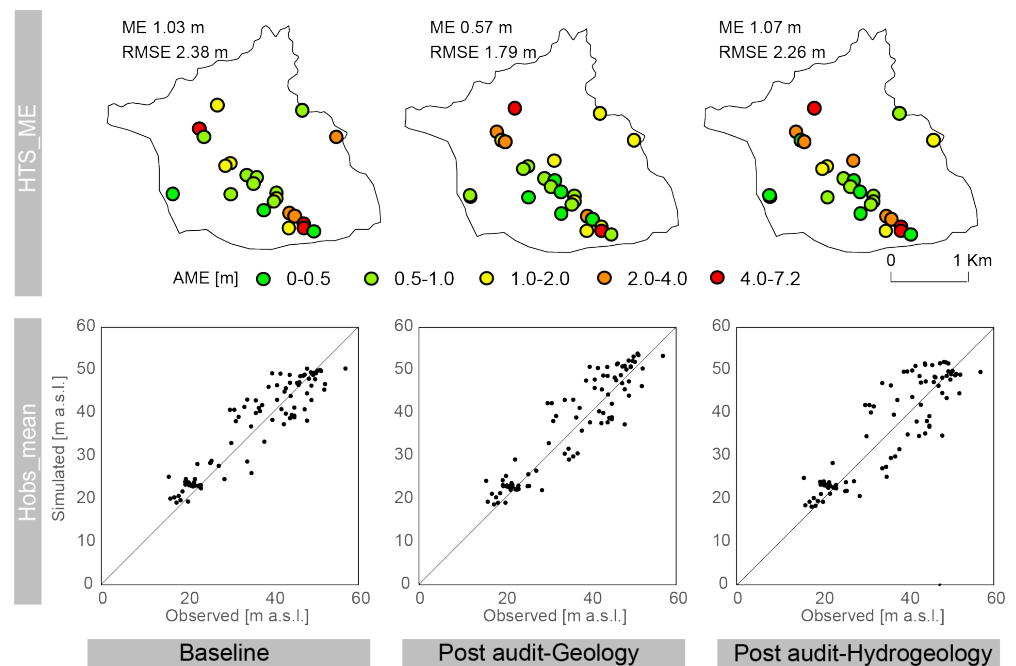 HTS_ME
ME 1.03 m
RMSE 2.38 m
ME 0.57 m
RMSE 1.79 m
ME 1.07 m
RMSE 2.26 m
AME [m] 0-0.5 0.5-1.0 1.0-2.0 2.0-4.0 4.0-7.2
0 1 Km
Hobs_mean
Simulated [m a.s.l.]
60
50
40
30
20
10
0
0 20 40 60
Observed [m a.s.l.]
60
50
40
30
20
10
0
0 20 40 60
Observed [m a.s.l.]
60
50
40
30
20
10
0
0 20 40 60
Observed [m a.s.l.]
Baseline
Post audit-Geology
Post audit-Hydrogeology